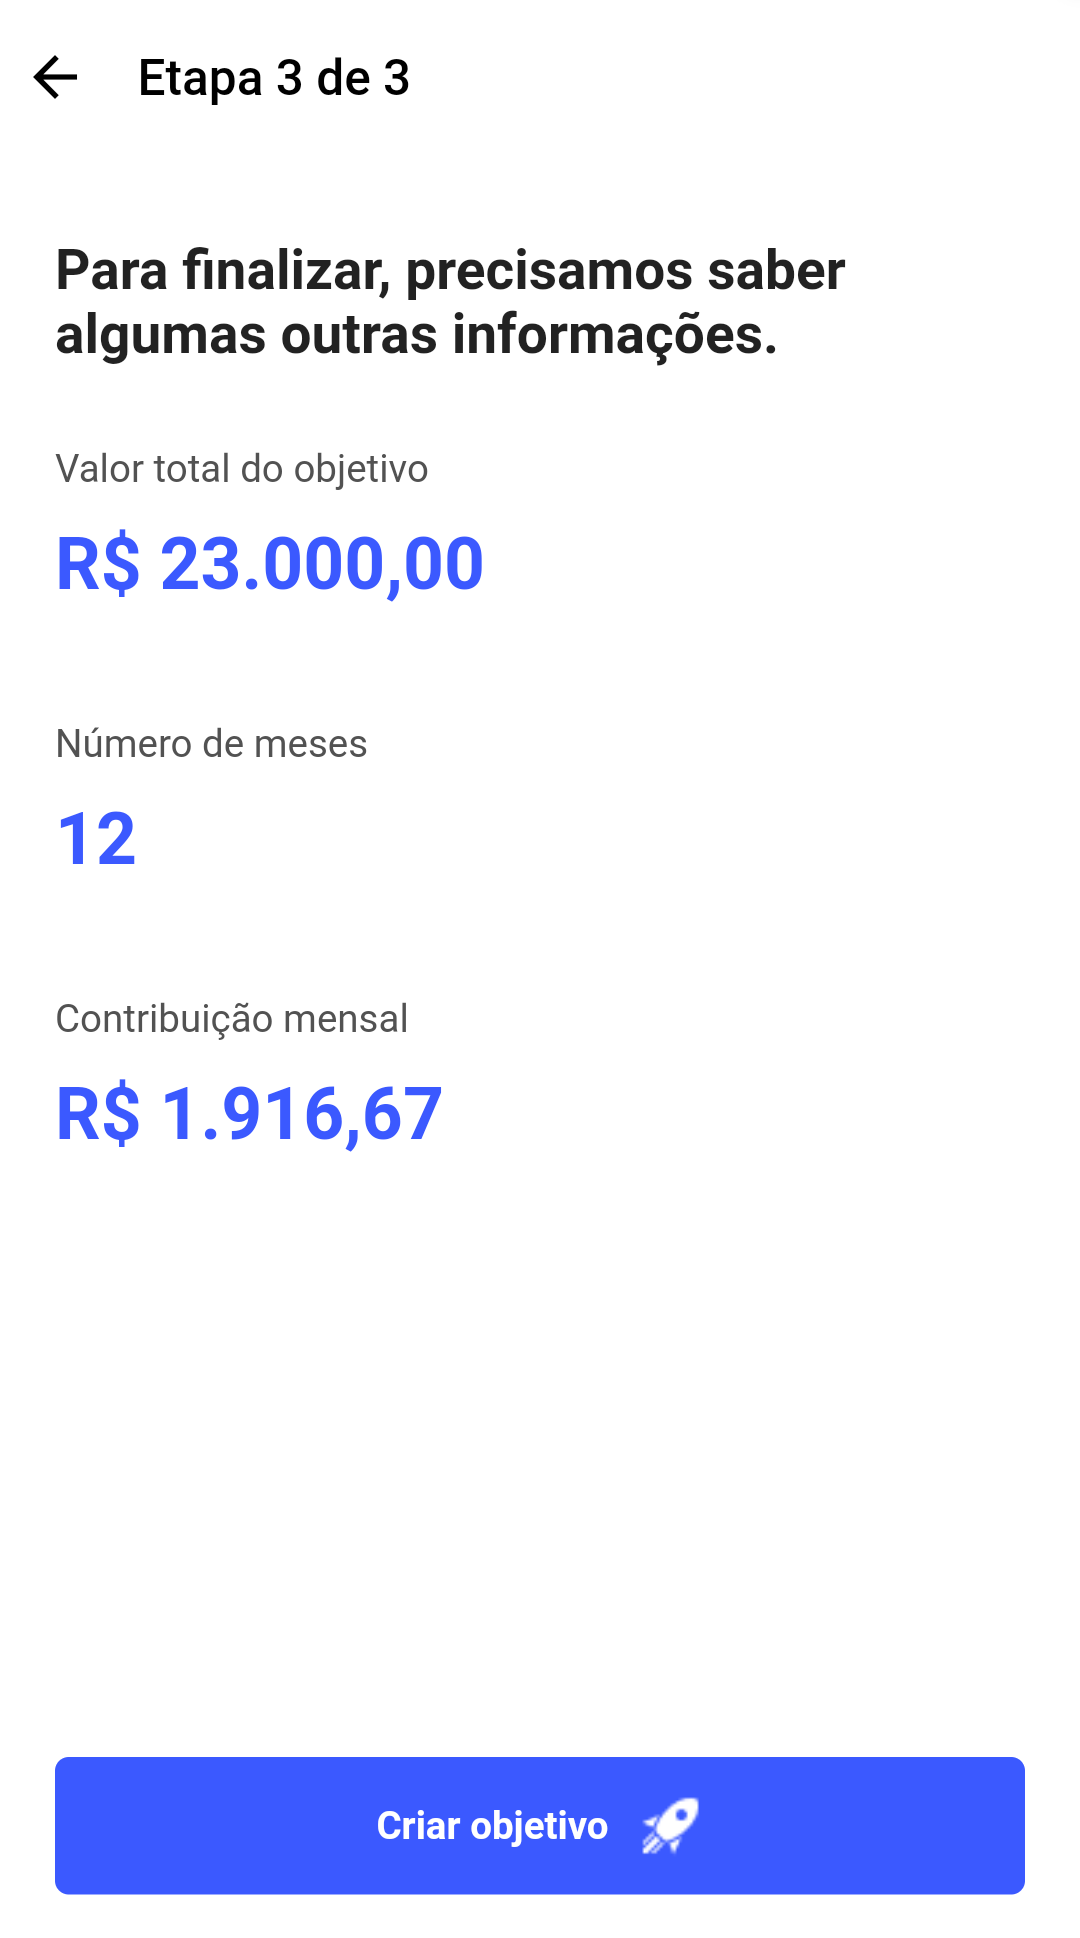 Etapa 3 de 3
Para finalizar, precisamos saber
algumas outras informações.
Valor total do objetivo
R$ 23.000,00
Número de meses
12
Contribuição mensal
R$ 1.916,67
Criar objetivo